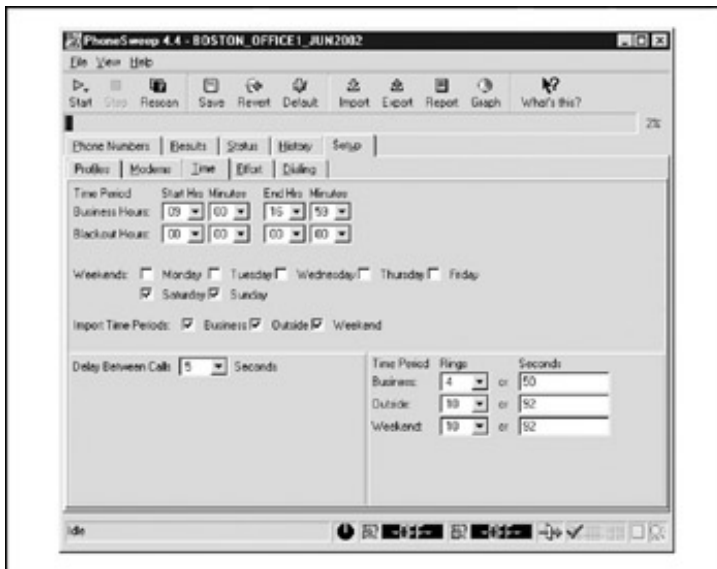 PhoneSweep 4.4 - BOSTON_OFFICE1_JUN2002
File View Help
Start Stop Rescan Save Revert Default Import Export Report Graph What's this?
2%
Phone Numbers Results Status History Setup
Profiles Modems Time Effort Dialing
Time Period Start Hrs Minutes End Hrs Minutes
Business Hours: 09 00 16 59
Blackout Hours: 00 00 00 00
Weekends: Monday Tuesday Wednesday Thursday Friday
Saturday Sunday
Import Time Periods: Business Outside Weekend
Delay Between Calls 5 Seconds
Time Period Rings Seconds
Business: 4 or 50
Outside: 10 or 92
Weekend: 10 or 92
Idle